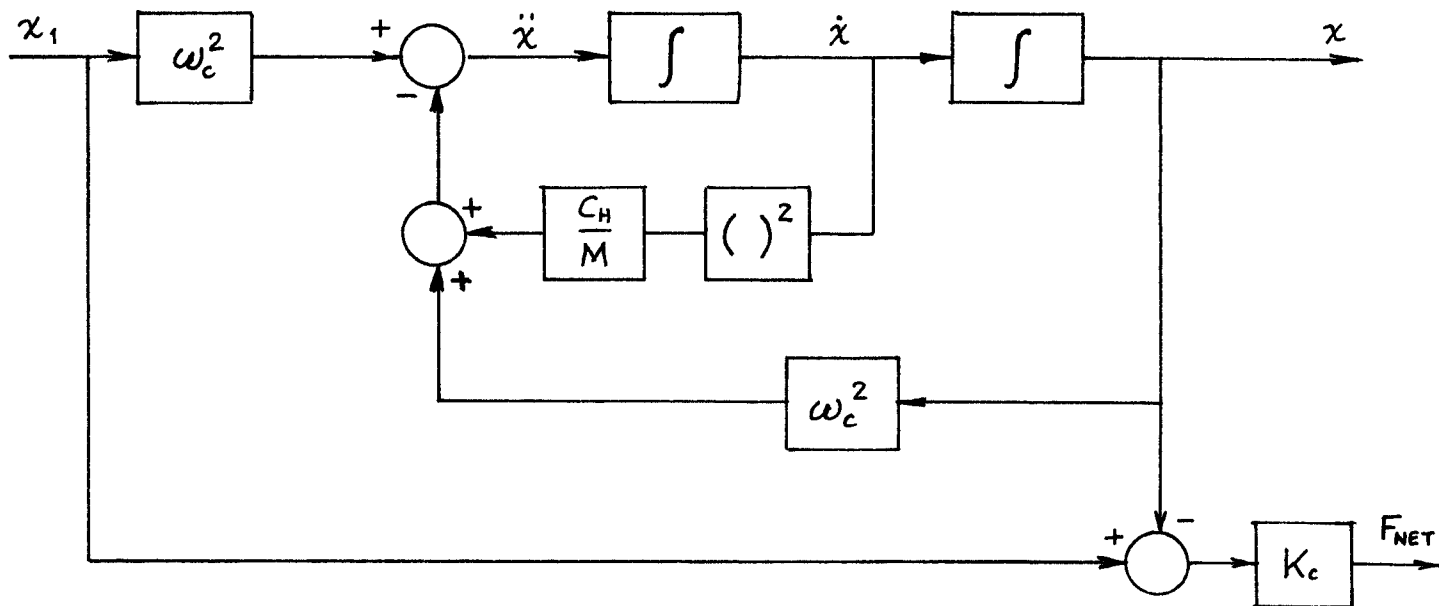 x₁
ω_c²
+
−
ẍ
∫
ẋ
∫
x
+
C_H
M
( )²
+
ω_c²
+
−
K_c
F_NET